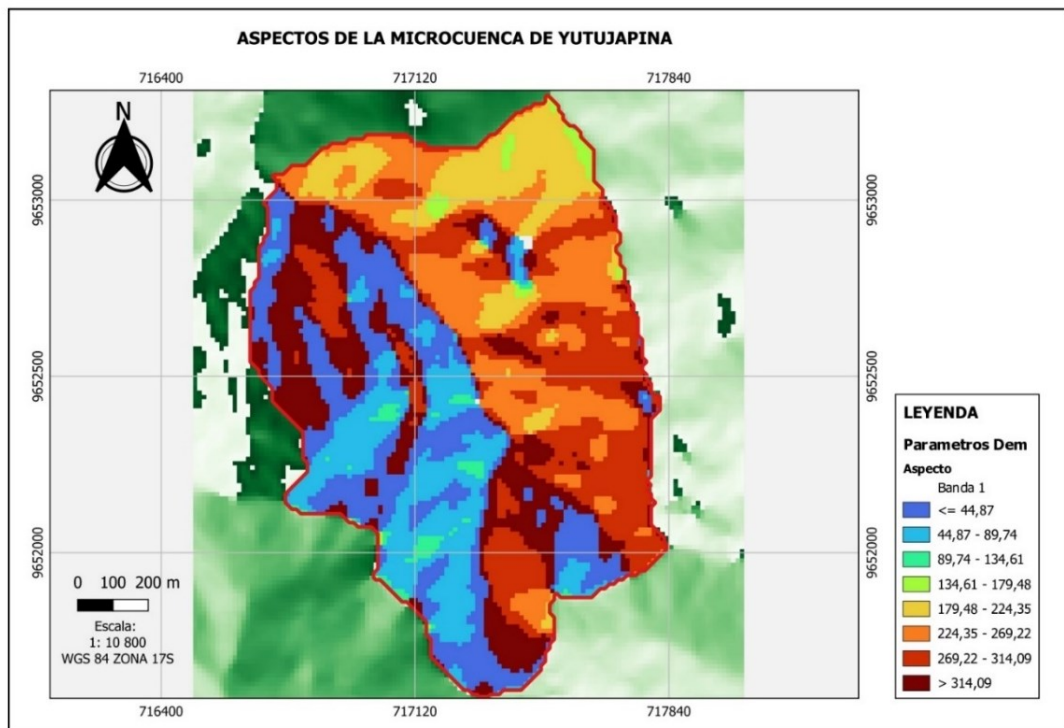 ASPECTOS DE LA MICROCUENCA DE YUTUJAPINA
716400 717120 717840
N
9653000 9653000
9652500 9652500
9652000 9652000
0 100 200 m
Escala:
1: 10 800
WGS 84 ZONA 17S
716400 717120 717840
LEYENDA
Parametros Dem
Aspecto
Banda 1
<= 44,87
44,87 - 89,74
89,74 - 134,61
134,61 - 179,48
179,48 - 224,35
224,35 - 269,22
269,22 - 314,09
> 314,09